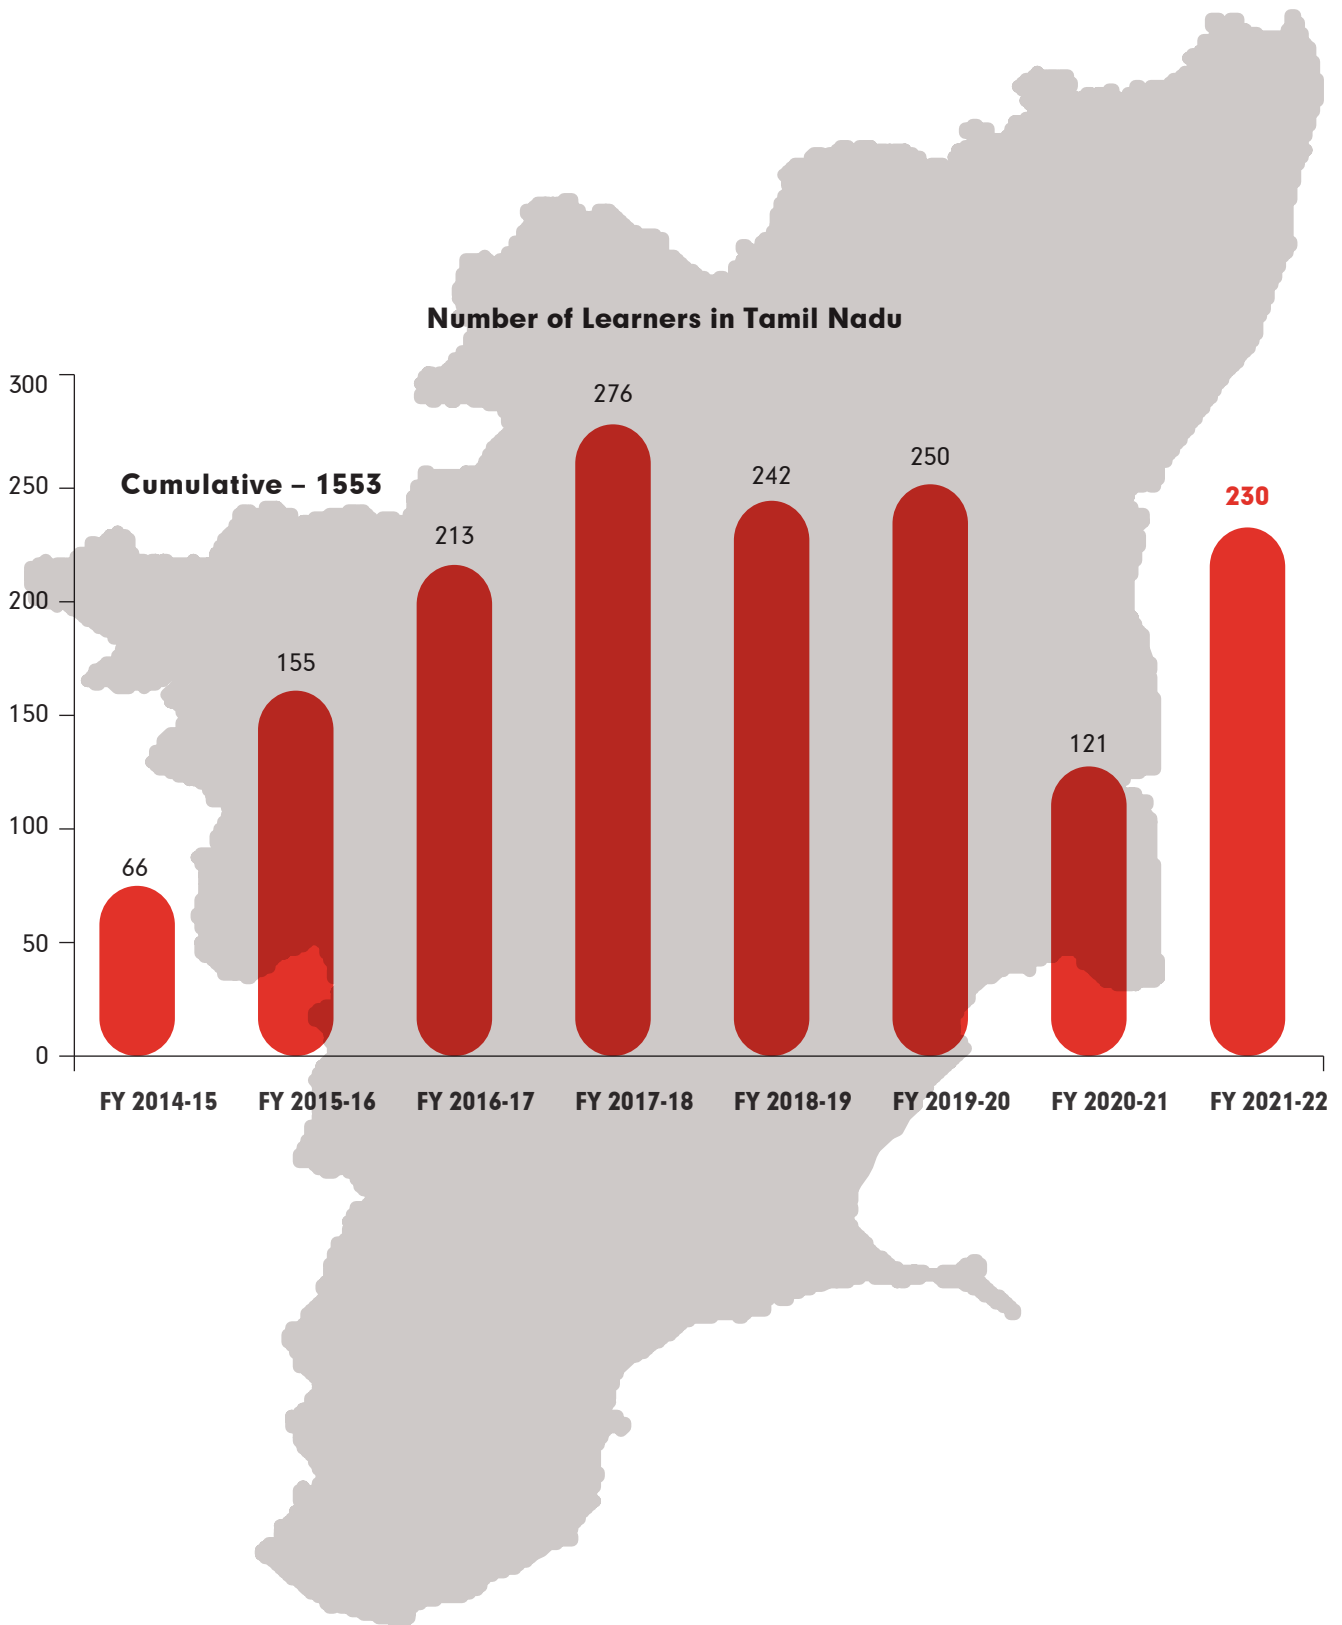 Number of Learners in Tamil Nadu
Cumulative – 1553
300
250
200
150
100
50
0
66
155
213
276
242
250
121
230
FY 2014-15
FY 2015-16
FY 2016-17
FY 2017-18
FY 2018-19
FY 2019-20
FY 2020-21
FY 2021-22